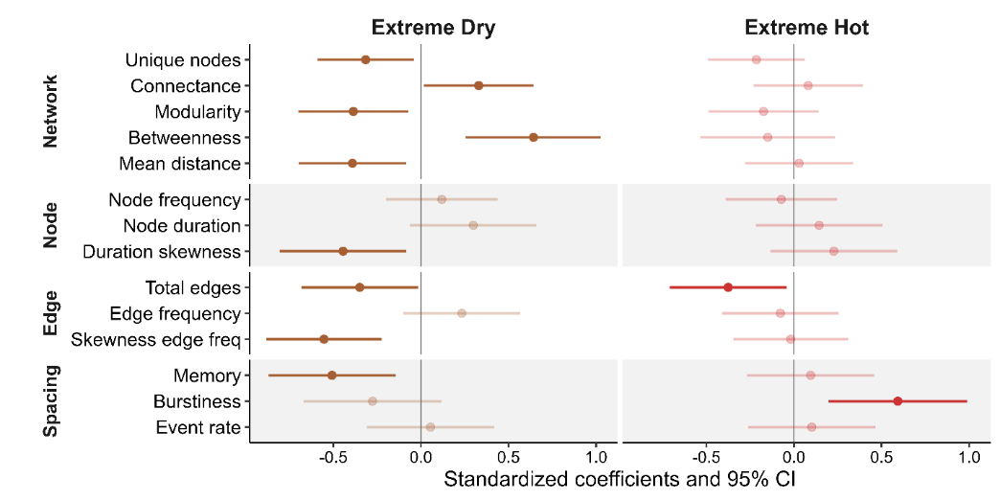 Extreme Dry
Extreme Hot
Network
Unique nodes
Connectance
Modularity
Betweenness
Mean distance
Node
Node frequency
Node duration
Duration skewness
Edge
Total edges
Edge frequency
Skewness edge freq
Spacing
Memory
Burstiness
Event rate
-0.5 0.0 0.5 1.0
-0.5 0.0 0.5 1.0
Standardized coefficients and 95% CI